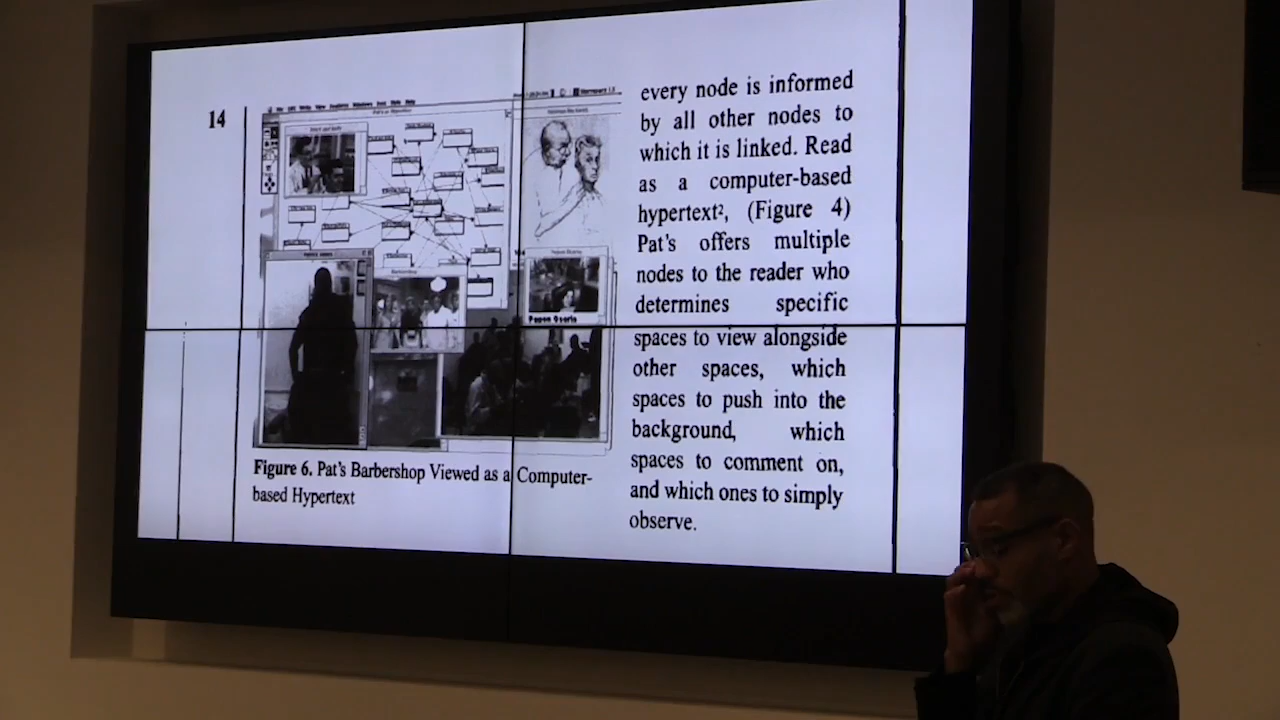 14
Pepon Osorio
Figure 6. Pat's Barbershop Viewed as a Computer-
based Hypertext
every node is informed
by all other nodes to
which it is linked. Read
as a computer-based
hypertext², (Figure 4)
Pat's offers multiple
nodes to the reader who
determines specific
spaces to view alongside
other spaces, which
spaces to push into the
background, which
spaces to comment on,
and which ones to simply
observe.